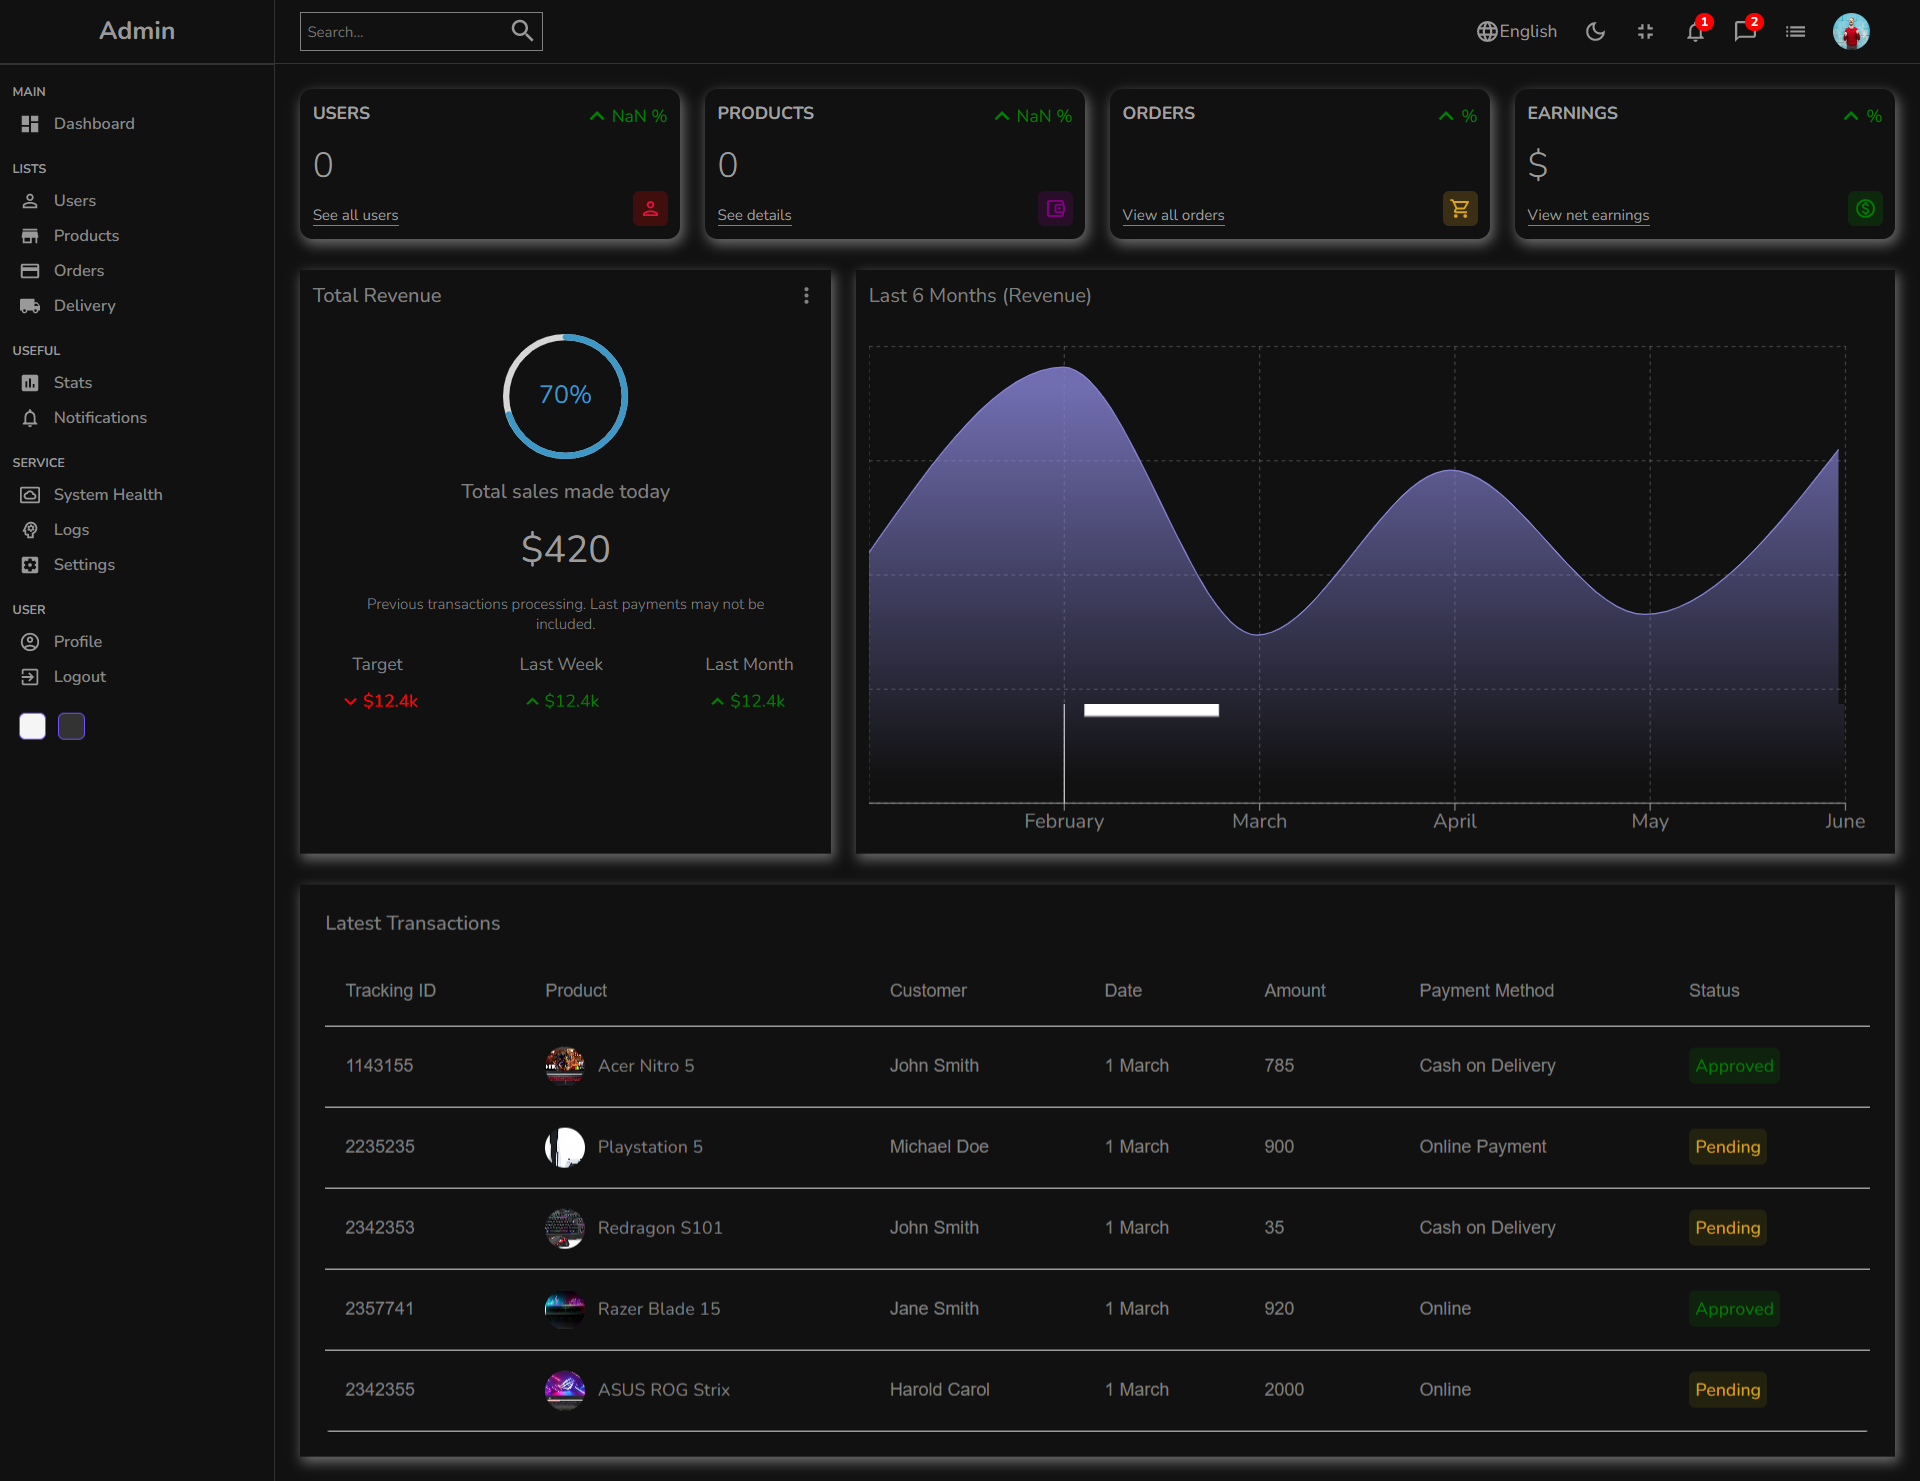 Admin
Search...
English
1
2
MAIN
Dashboard
LISTS
Users
Products
Orders
Delivery
USEFUL
Stats
Notifications
SERVICE
System Health
Logs
Settings
USER
Profile
Logout
USERS
NaN %
0
See all users
PRODUCTS
NaN %
0
See details
ORDERS
%
View all orders
EARNINGS
%
$
View net earnings
Total Revenue
70%
Total sales made today
$420
Previous transactions processing. Last payments may not be
included.
Target
Last Week
Last Month
$12.4k
$12.4k
$12.4k
Last 6 Months (Revenue)
February
March
April
May
June
Latest Transactions
Tracking ID Product Customer Date Amount Payment Method Status
1143155 Acer Nitro 5 John Smith 1 March 785 Cash on Delivery Approved
2235235 Playstation 5 Michael Doe 1 March 900 Online Payment Pending
2342353 Redragon S101 John Smith 1 March 35 Cash on Delivery Pending
2357741 Razer Blade 15 Jane Smith 1 March 920 Online Approved
2342355 ASUS ROG Strix Harold Carol 1 March 2000 Online Pending